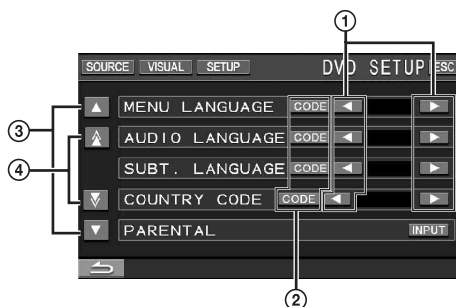 ①
SOURCE VISUAL SETUP DVD SETUP ESC
MENU LANGUAGE CODE
③ AUDIO LANGUAGE CODE
④ SUBT. LANGUAGE CODE
COUNTRY CODE CODE
PARENTAL INPUT
②